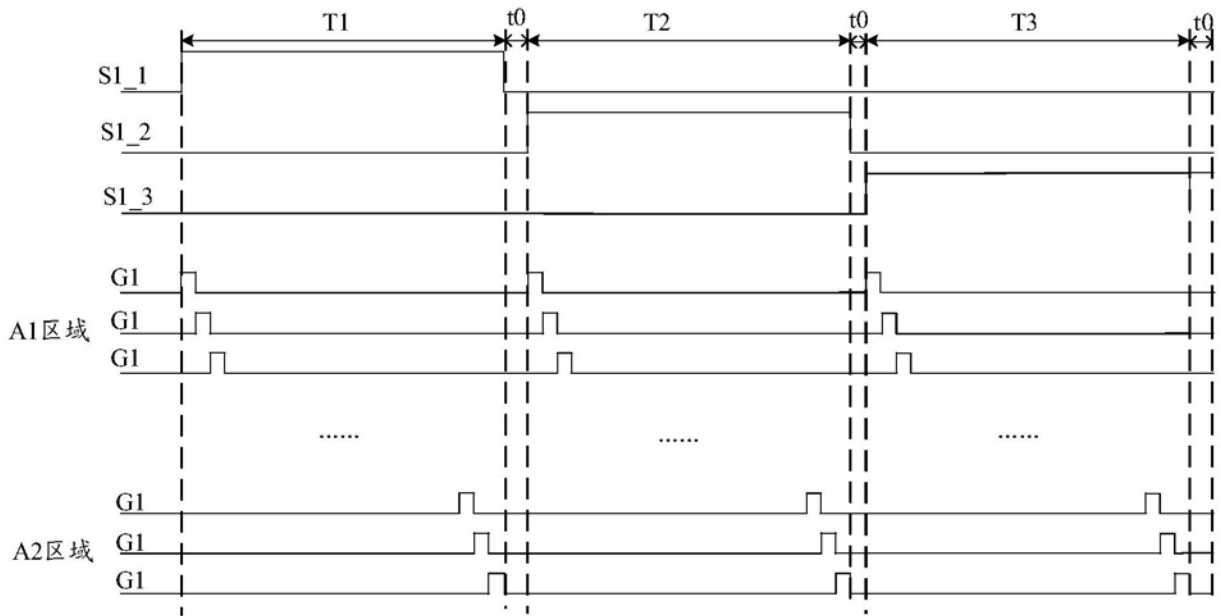 T1 t0 T2 t0 T3 t0
S1_1
S1_2
S1_3
G1
A1区域 G1
G1
...... ...... ......
G1
A2区域 G1
G1